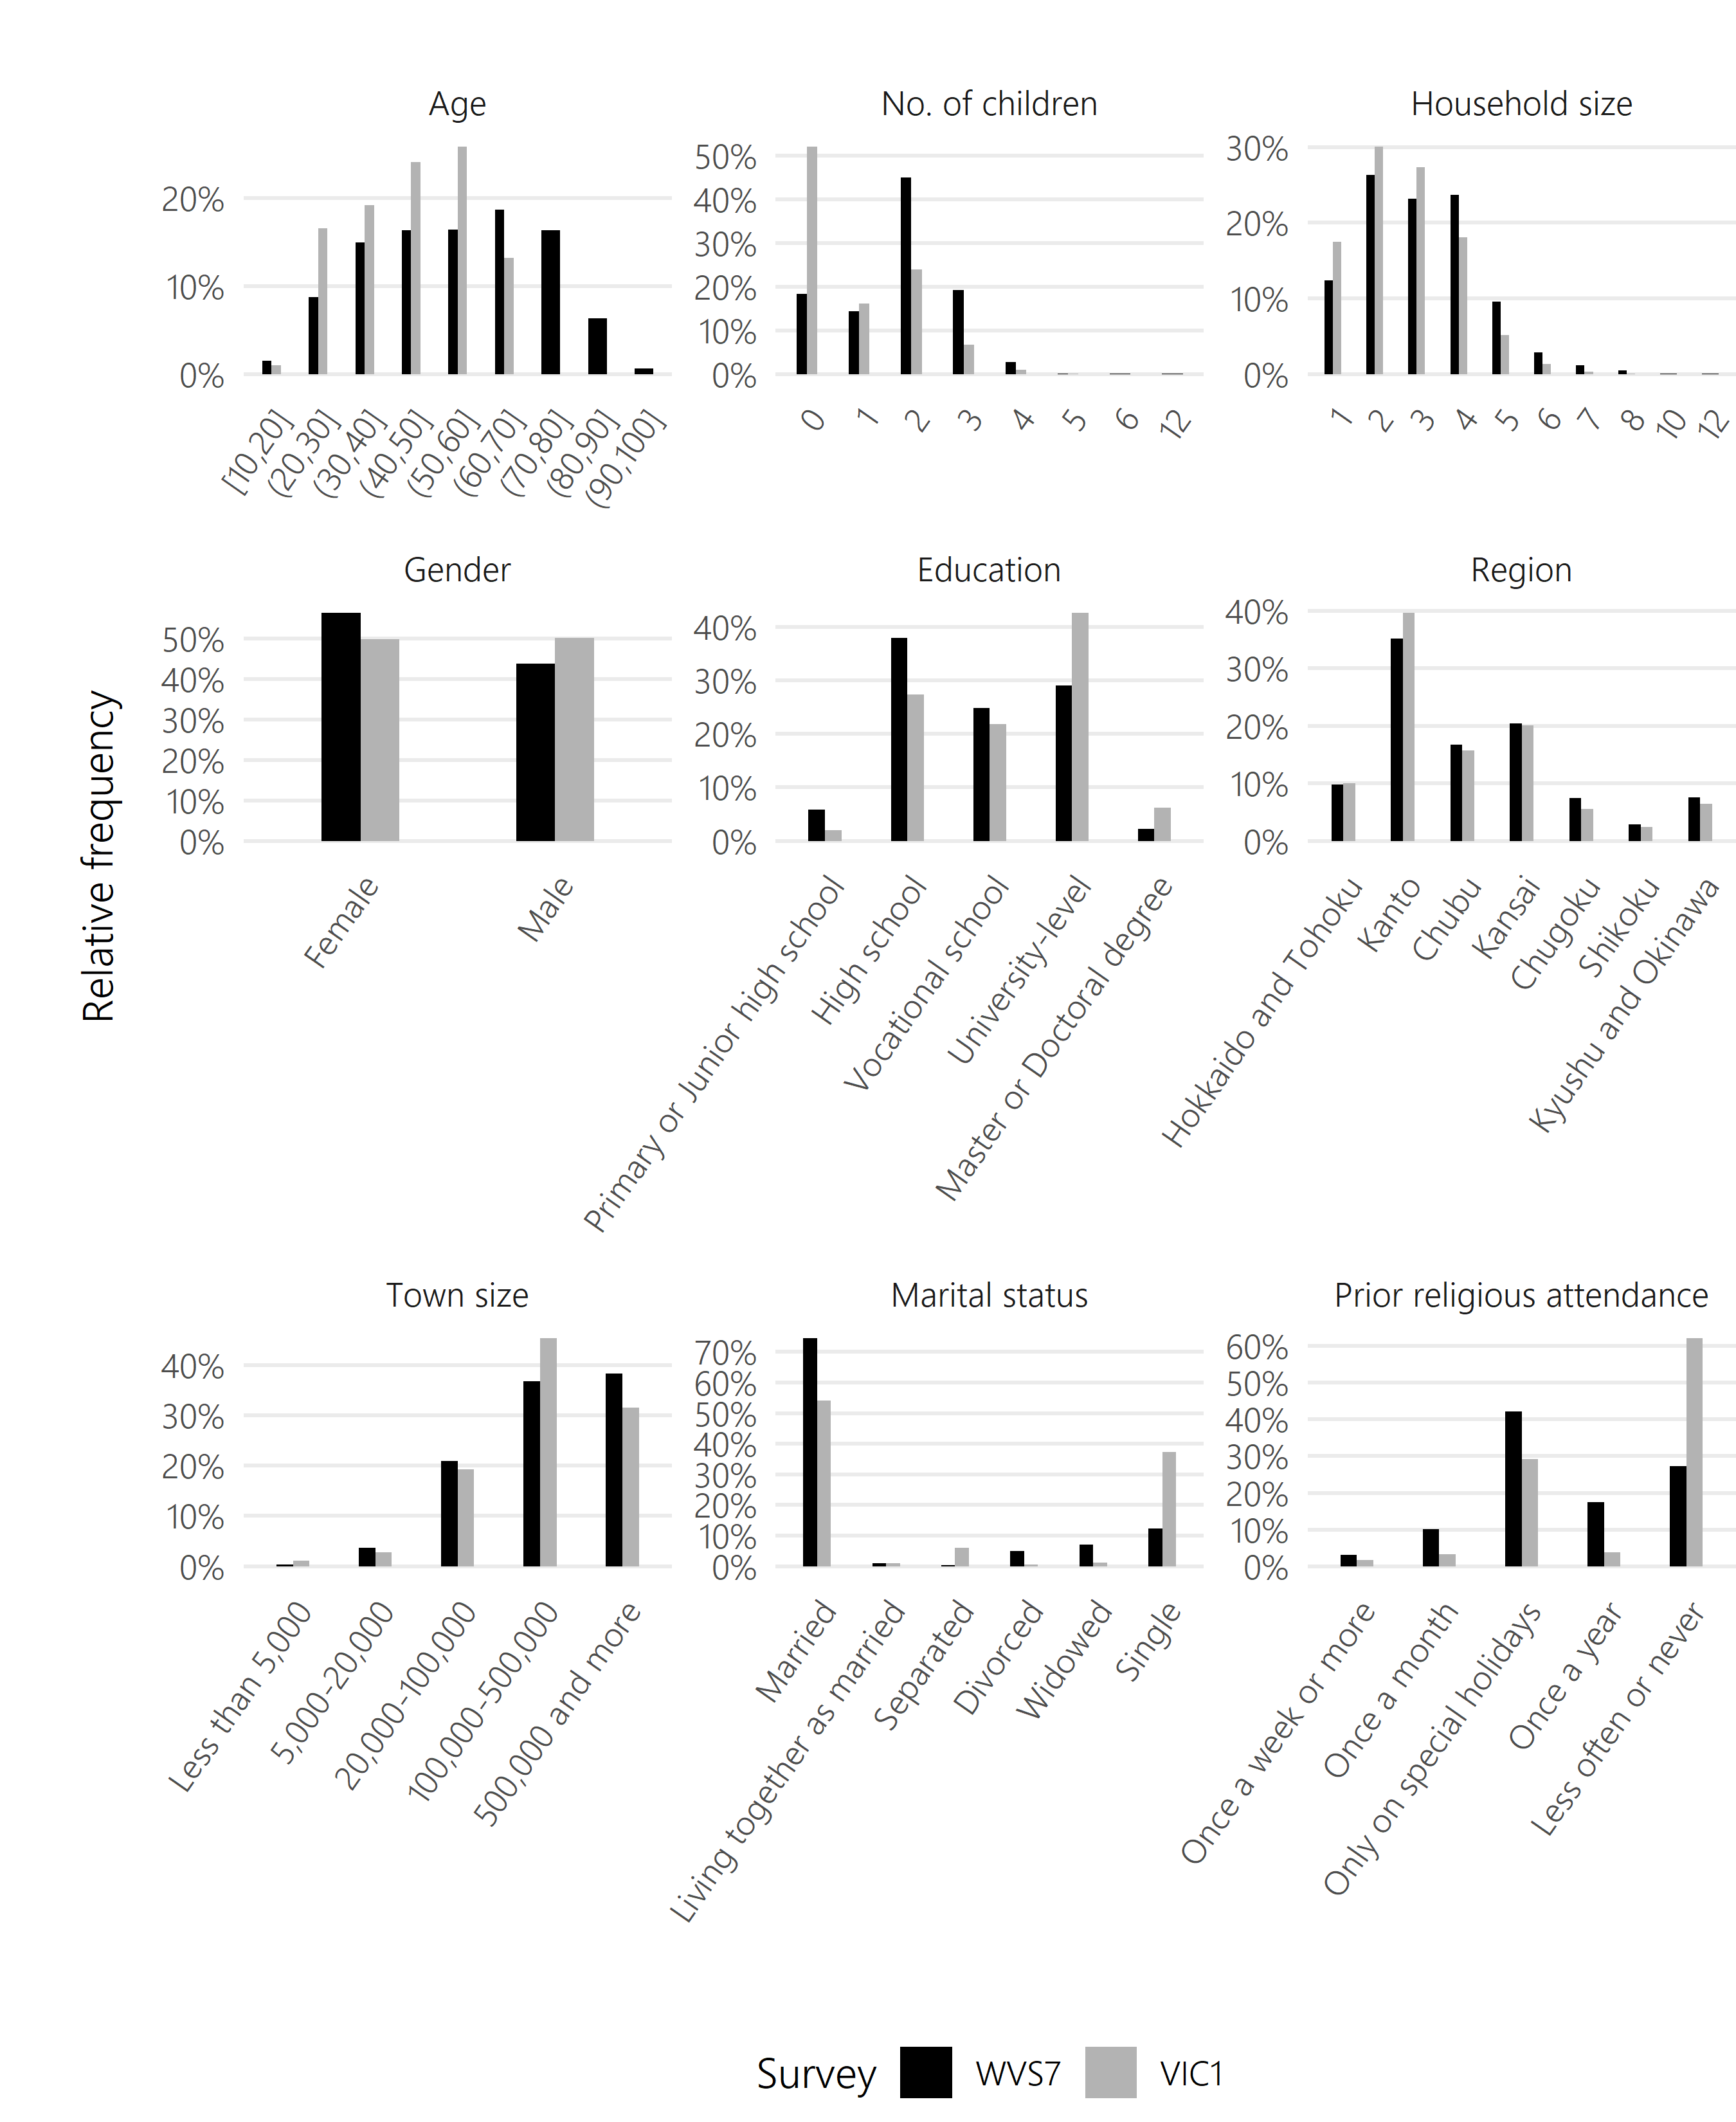 Age
20%
10%
0%
[10,20]
(20,30]
(30,40]
(40,50]
(50,60]
(60,70]
(70,80]
(80,90]
(90,100]
No. of children
50%
40%
30%
20%
10%
0%
0
1
2
3
4
5
6
12
Household size
30%
20%
10%
0%
1
2
3
4
5
6
7
8
10
12
Relative frequency
Gender
50%
40%
30%
20%
10%
0%
Female
Male
Education
40%
30%
20%
10%
0%
Primary or Junior high school
High school
Vocational school
University-level
Master or Doctoral degree
Region
40%
30%
20%
10%
0%
Hokkaido and Tohoku
Kanto
Chubu
Kansai
Chugoku
Shikoku
Kyushu and Okinawa
Town size
40%
30%
20%
10%
0%
Less than 5,000
5,000-20,000
20,000-100,000
100,000-500,000
500,000 and more
Marital status
70%
60%
50%
40%
30%
20%
10%
0%
Married
Living together as married
Separated
Divorced
Widowed
Single
Prior religious attendance
60%
50%
40%
30%
20%
10%
0%
Once a week or more
Once a month
Only on special holidays
Once a year
Less often or never
Survey WVS7 VIC1